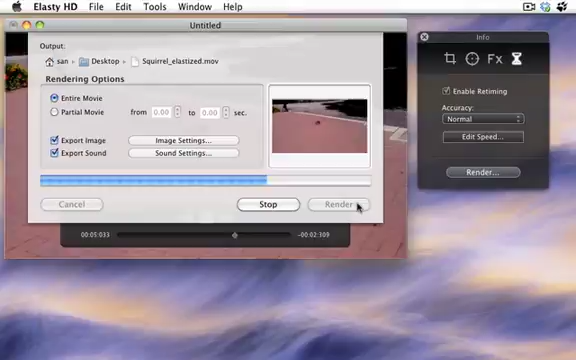 Elasty HD File Edit Tools Window Help
Untitled
Info
Output:
san Desktop Squirrel_elastized.mov
Rendering Options
Entire Movie
Partial Movie from 0.00 to 0.00 sec.
Export Image Image Settings...
Export Sound Sound Settings...
Cancel Stop Render
00:05:033 -00:02:309
Fx
Enable Retiming
Accuracy:
Normal
Edit Speed...
Render...